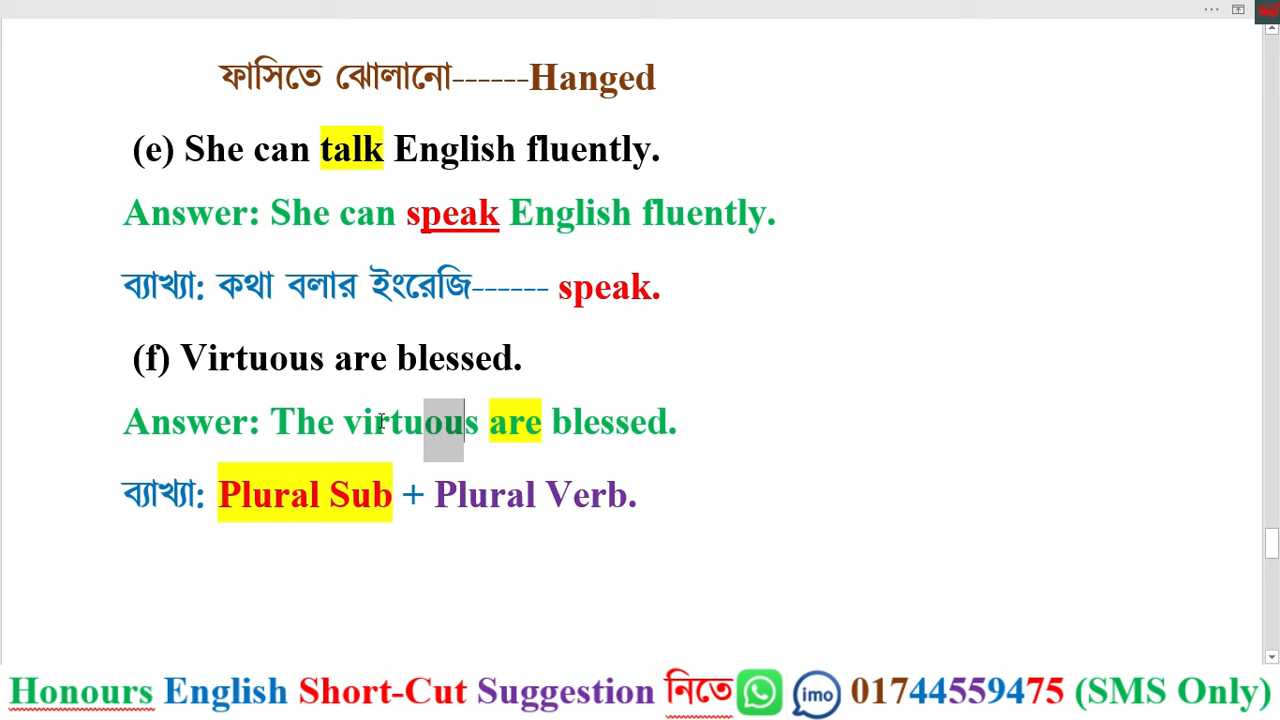 ফাসিতে ঝোলানো------Hanged
(e) She can talk English fluently.
Answer: She can speak English fluently.
ব্যাখ্যা: কথা বলার ইংরেজি------ speak.
(f) Virtuous are blessed.
Answer: The virtuous are blessed.
ব্যাখ্যা: Plural Sub + Plural Verb.
Honours English Short-Cut Suggestion নিতে imo 01744559475 (SMS Only)